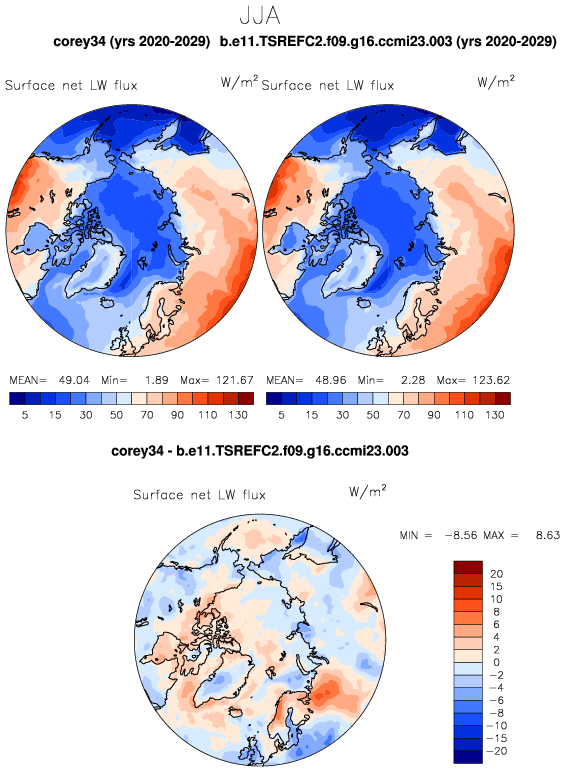 JJA
corey34 (yrs 2020-2029) b.e11.TSREFC2.f09.g16.ccmi23.003 (yrs 2020-2029)
Surface net LW flux W/m² Surface net LW flux W/m²
MEAN= 49.04 Min= 1.89 Max= 121.67 MEAN= 48.96 Min= 2.28 Max= 123.62
5 15 30 50 70 90 110 130 5 15 30 50 70 90 110 130
corey34 - b.e11.TSREFC2.f09.g16.ccmi23.003
Surface net LW flux W/m²
MIN = -8.56 MAX = 8.63
20
15
10
8
6
4
2
0
-2
-4
-6
-8
-10
-15
-20